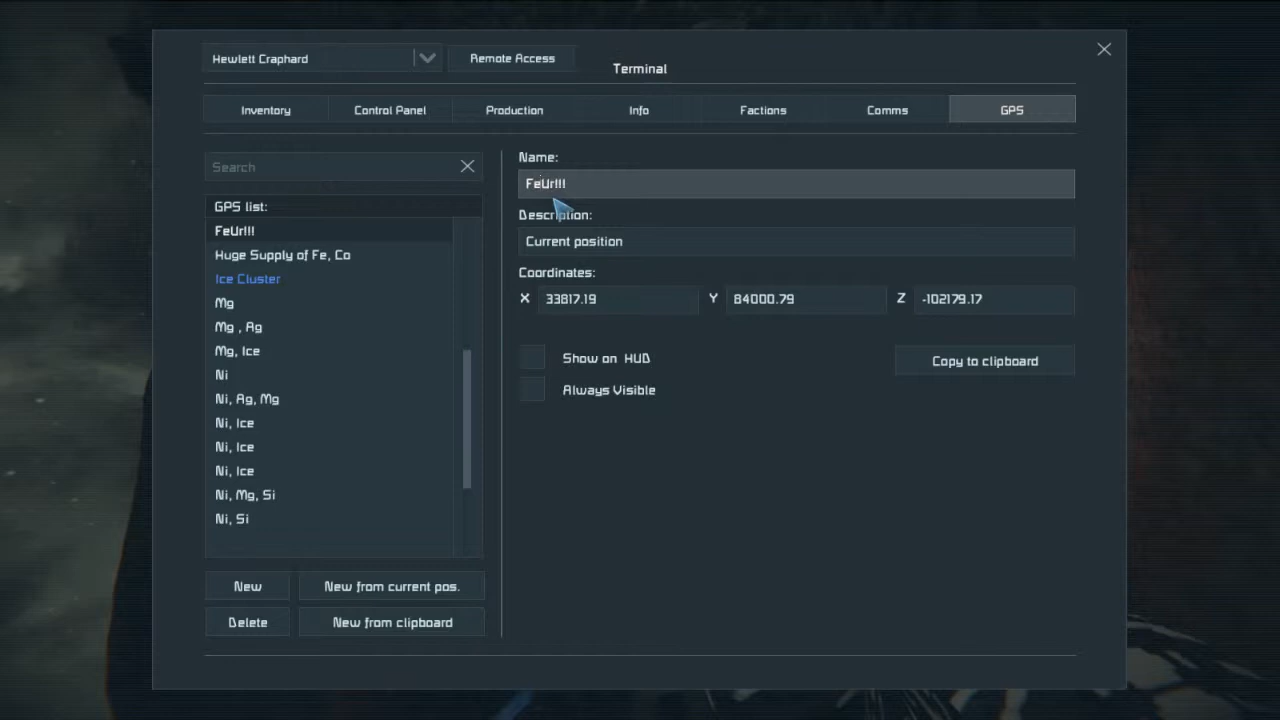 Hewlett Craphard
Remote Access
Terminal
Inventory
Control Panel
Production
Info
Factions
Comms
GPS
Search
GPS list:
FeUr!!!
Huge Supply of Fe, Co
Ice Cluster
Mg
Mg , Ag
Mg, Ice
Ni
Ni, Ag, Mg
Ni, Ice
Ni, Ice
Ni, Ice
Ni, Mg, Si
Ni, Si
New
New from current pos.
Delete
New from clipboard
Name:
FeUr!!!
Description:
Current position
Coordinates:
X 33817.19 Y 84000.79 Z -102179.17
Show on HUD
Copy to clipboard
Always Visible